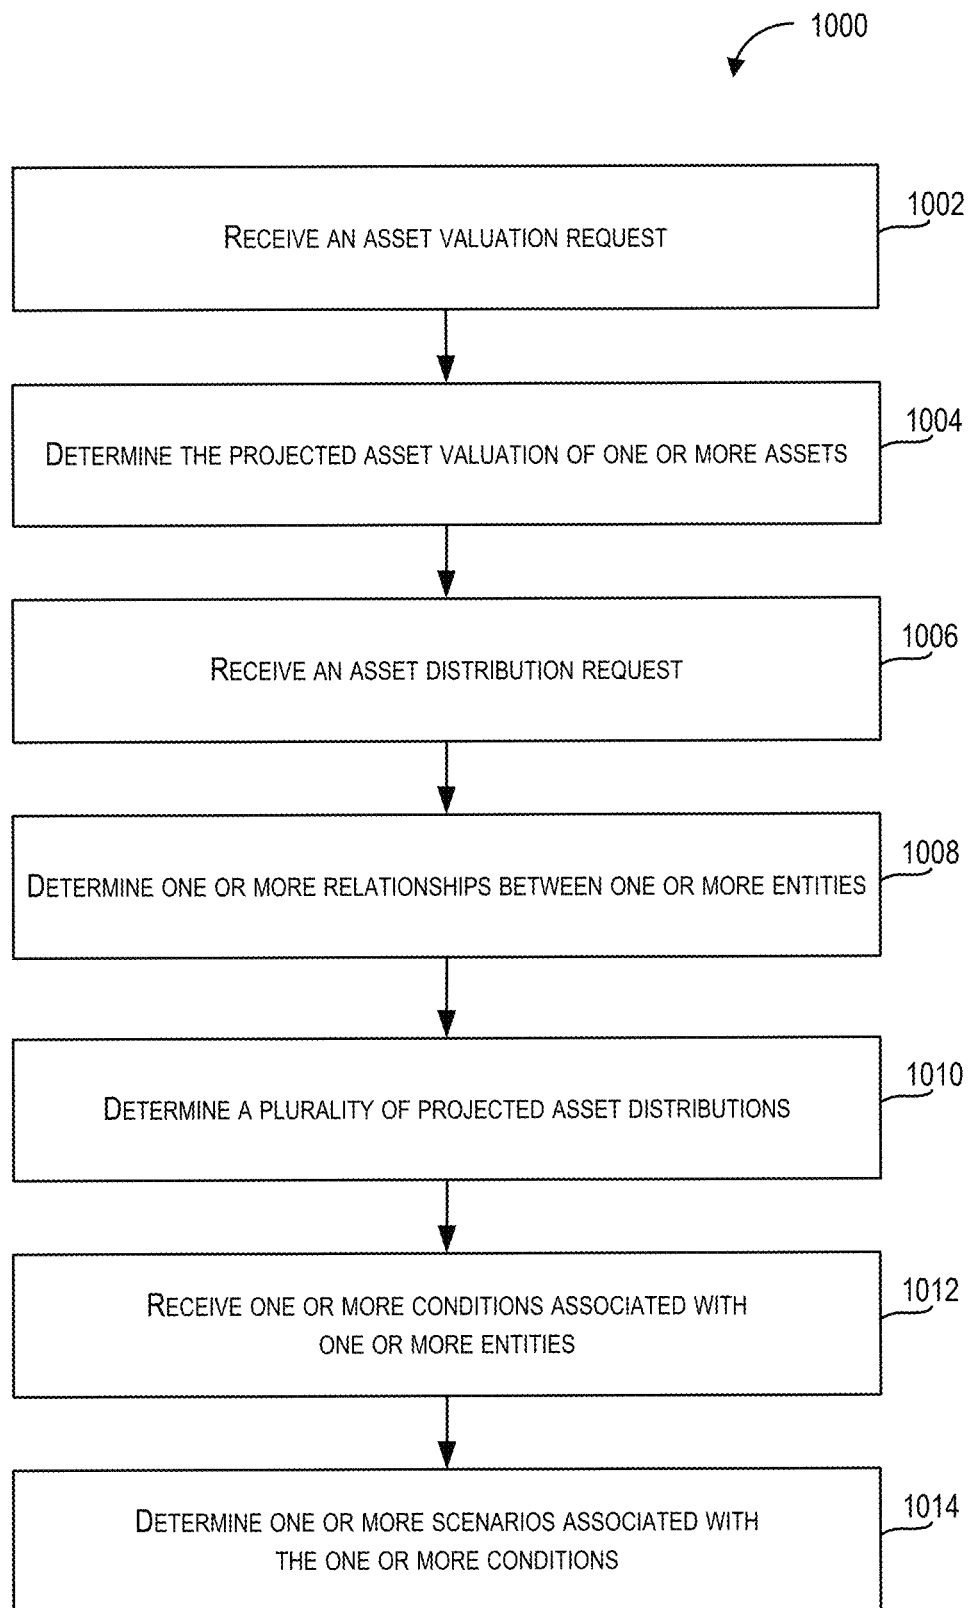 1000
RECEIVE AN ASSET VALUATION REQUEST
1002
DETERMINE THE PROJECTED ASSET VALUATION OF ONE OR MORE ASSETS
1004
RECEIVE AN ASSET DISTRIBUTION REQUEST
1006
DETERMINE ONE OR MORE RELATIONSHIPS BETWEEN ONE OR MORE ENTITIES
1008
DETERMINE A PLURALITY OF PROJECTED ASSET DISTRIBUTIONS
1010
RECEIVE ONE OR MORE CONDITIONS ASSOCIATED WITH
ONE OR MORE ENTITIES
1012
DETERMINE ONE OR MORE SCENARIOS ASSOCIATED WITH
THE ONE OR MORE CONDITIONS
1014